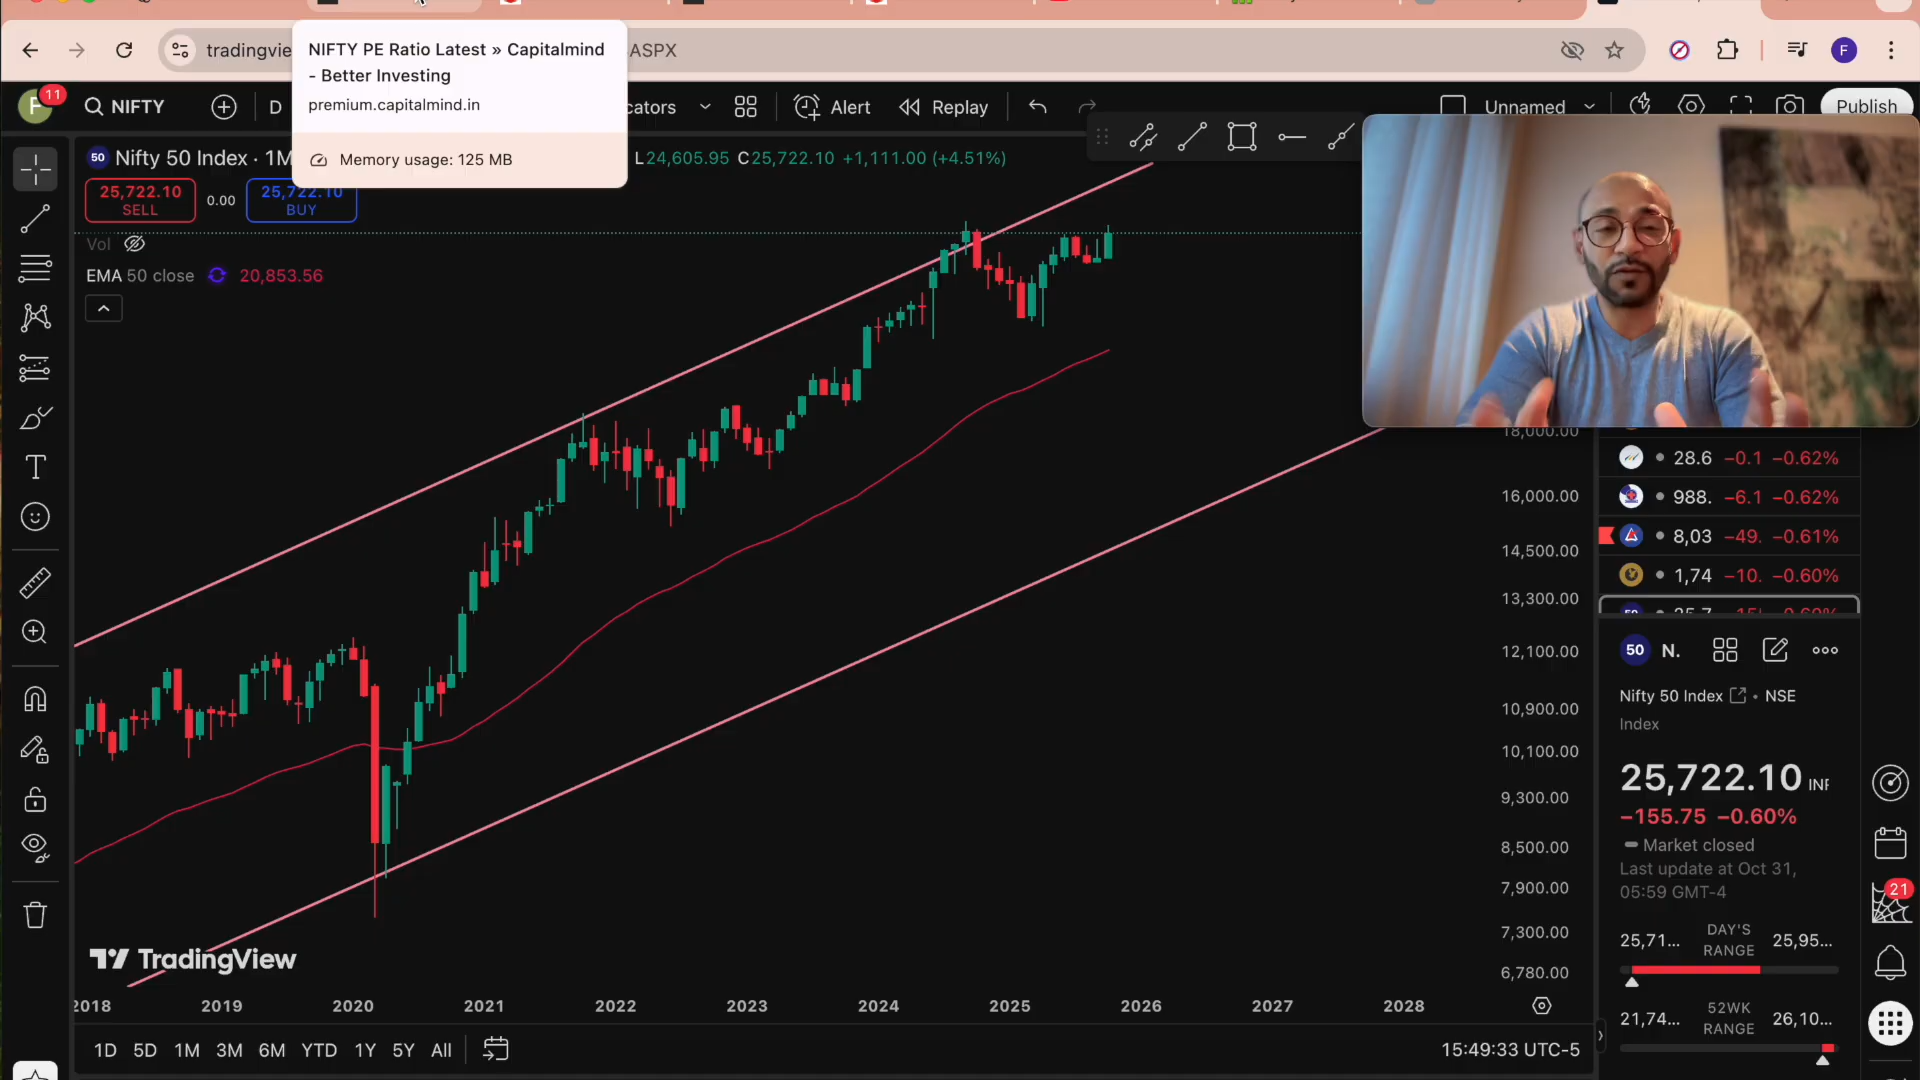 tradingvie
ASPX
F
NIFTY PE Ratio Latest » Capitalmind
- Better Investing
premium.capitalmind.in
Memory usage: 125 MB
F
11
NIFTY
D
cators
Alert
Replay
Unnamed
Publish
50
Nifty 50 Index · 1M
L24,605.95 C25,722.10 +1,111.00 (+4.51%)
25,722.10
SELL
0.00
25,722.10
BUY
Vol
EMA 50 close
20,853.56
T
18,000.00
16,000.00
14,500.00
13,300.00
12,100.00
10,900.00
10,100.00
9,300.00
8,500.00
7,900.00
7,300.00
6,780.00
28.6 −0.1 −0.62%
988. −6.1 −0.62%
8,03 −49. −0.61%
1,74 −10. −0.60%
50
N.
Nifty 50 Index • NSE
Index
25,722.10
−155.75 −0.60%
Market closed
Last update at Oct 31,
05:59 GMT-4
25,71...
DAY'S
RANGE
25,95...
21,74...
52WK
RANGE
26,10...
21
TradingView
2018 2019 2020 2021 2022 2023 2024 2025 2026 2027 2028
1D 5D 1M 3M 6M YTD 1Y 5Y All
15:49:33 UTC-5